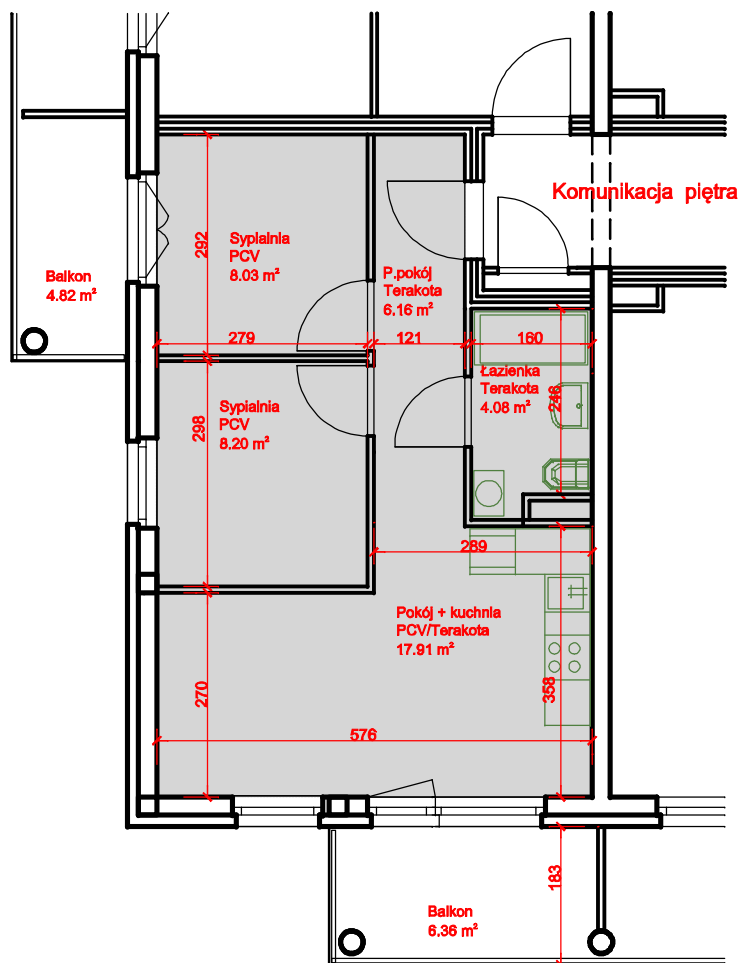 Komunikacja piętra
292
Sypialnia
PCV
8.03 m²
P.pokój
Terakota
6.16 m²
Balkon
4.82 m²
279
121
160
Łazienka
Terakota
4.08 m²
246
Sypialnia
PCV
8.20 m²
298
289
Pokój + kuchnia
PCV/Terakota
17.91 m²
270
358
576
183
Balkon
6,36 m²